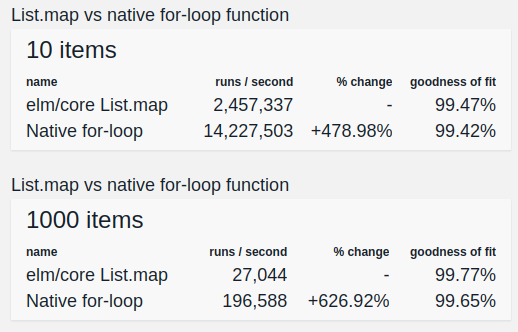 List.map vs native for-loop function
10 items
name runs / second % change goodness of fit
elm/core List.map 2,457,337 - 99.47%
Native for-loop 14,227,503 +478.98% 99.42%
List.map vs native for-loop function
1000 items
name runs / second % change goodness of fit
elm/core List.map 27,044 - 99.77%
Native for-loop 196,588 +626.92% 99.65%